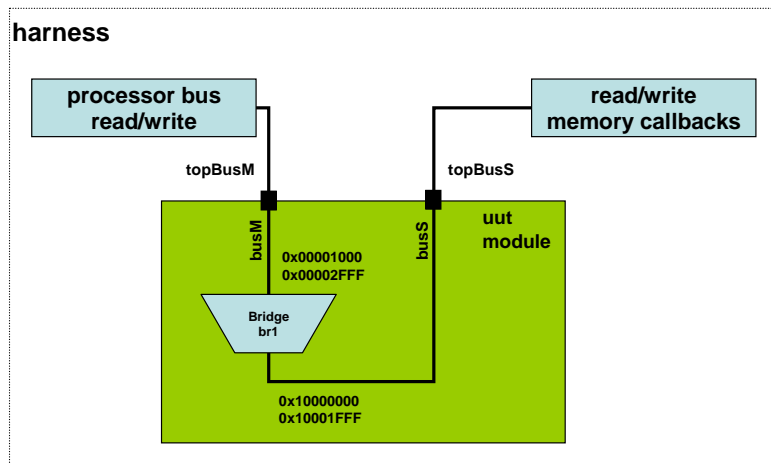 harness
processor bus
read/write
read/write
memory callbacks
topBusM
topBusS
busM
busS
uut
module
0x00001000
0x00002FFF
Bridge
br1
0x10000000
0x10001FFF